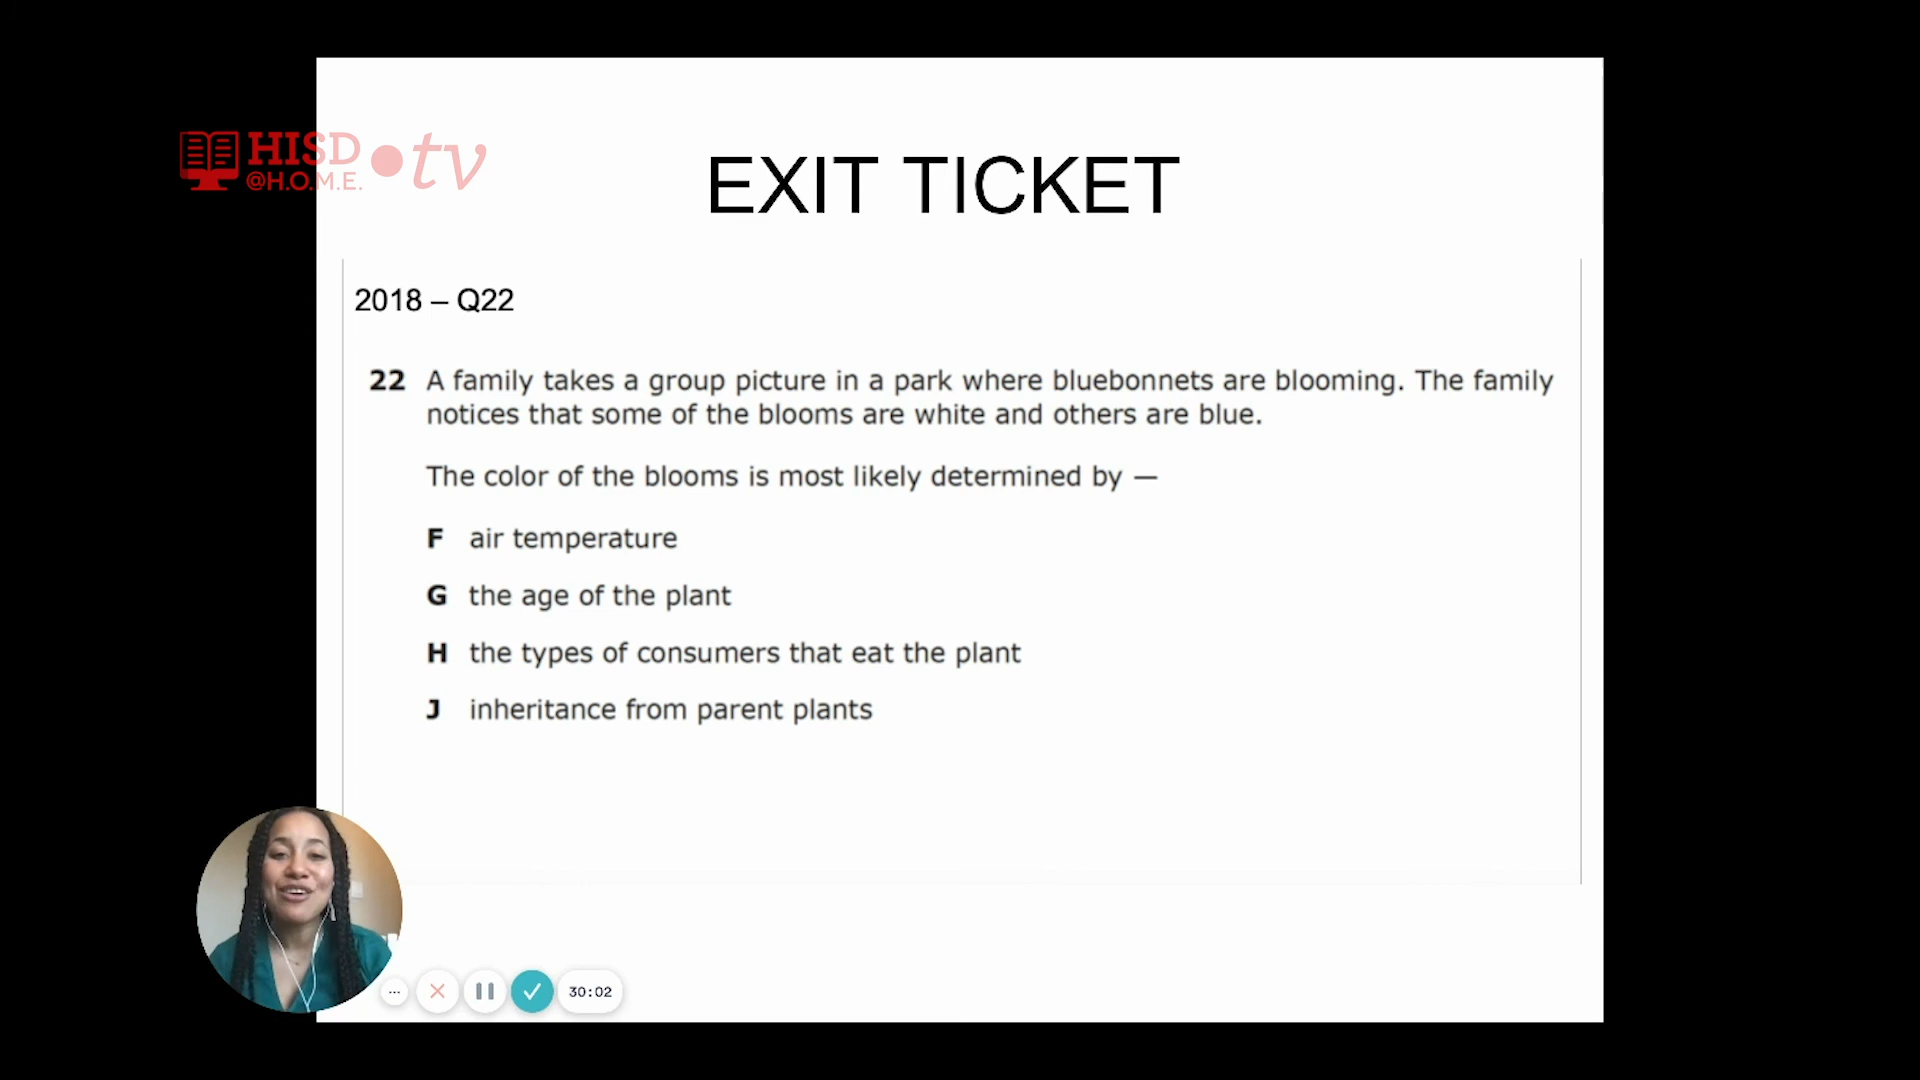 HISD
@H.O.M.E.
tv
EXIT TICKET
2018 – Q22
22 A family takes a group picture in a park where bluebonnets are blooming. The family
notices that some of the blooms are white and others are blue.
The color of the blooms is most likely determined by —
F air temperature
G the age of the plant
H the types of consumers that eat the plant
J inheritance from parent plants
30:02